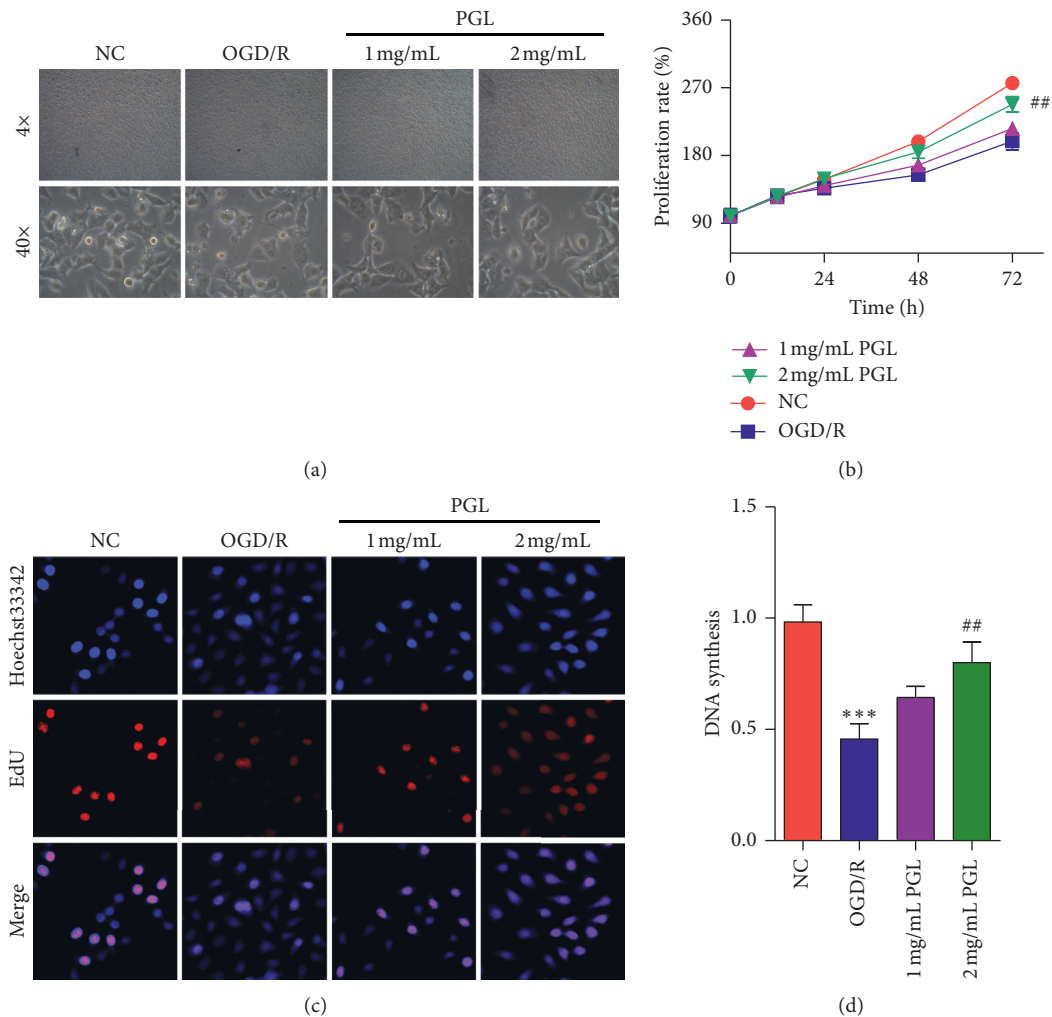 PGL
NC OGD/R 1 mg/mL 2 mg/mL
4×
40×
(a)
Proliferation rate (%)
360
270
180
90
0 24 48 72
Time (h)
##
1 mg/mL PGL
2 mg/mL PGL
NC
OGD/R
(b)
PGL
NC OGD/R 1 mg/mL 2 mg/mL
Hoechst33342
EdU
Merge
(c)
DNA synthesis
1.5
1.0
0.5
0.0
***
##
NC
OGD/R
1 mg/mL PGL
2 mg/mL PGL
(d)